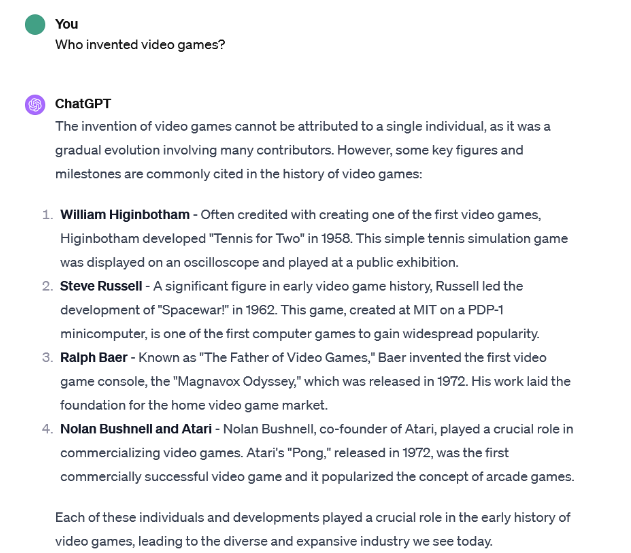 You
Who invented video games?
ChatGPT
The invention of video games cannot be attributed to a single individual, as it was a
gradual evolution involving many contributors. However, some key figures and
milestones are commonly cited in the history of video games:
1. William Higinbotham - Often credited with creating one of the first video games,
Higinbotham developed "Tennis for Two" in 1958. This simple tennis simulation game
was displayed on an oscilloscope and played at a public exhibition.
2. Steve Russell - A significant figure in early video game history, Russell led the
development of "Spacewar!" in 1962. This game, created at MIT on a PDP-1
minicomputer, is one of the first computer games to gain widespread popularity.
3. Ralph Baer - Known as "The Father of Video Games," Baer invented the first video
game console, the "Magnavox Odyssey," which was released in 1972. His work laid the
foundation for the home video game market.
4. Nolan Bushnell and Atari - Nolan Bushnell, co-founder of Atari, played a crucial role in
commercializing video games. Atari's "Pong," released in 1972, was the first
commercially successful video game and it popularized the concept of arcade games.
Each of these individuals and developments played a crucial role in the early history of
video games, leading to the diverse and expansive industry we see today.